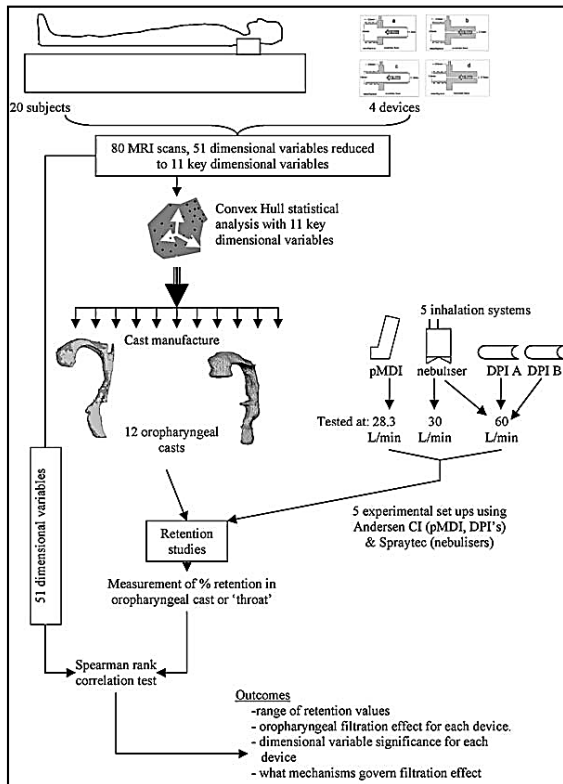 20 subjects
4 devices
a
b
c
d
80 MRI scans, 51 dimensional variables reduced
to 11 key dimensional variables
Convex Hull statistical
analysis with 11 key
dimensional variables
Cast manufacture
12 oropharyngeal
casts
5 inhalation systems
pMDI
nebuliser
DPI A
DPI B
Tested at: 28.3
L/min
30
L/min
60
L/min
5 experimental set ups using
Andersen CI (pMDI, DPI's)
& Spraytec (nebulisers)
51 dimensional variables
Retention
studies
Measurement of % retention in
oropharyngeal cast or 'throat'
Spearman rank
correlation test
Outcomes
-range of retention values
- oropharyngeal filtration effect for each device.
- dimensional variable significance for each
device
- what mechanisms govern filtration effect